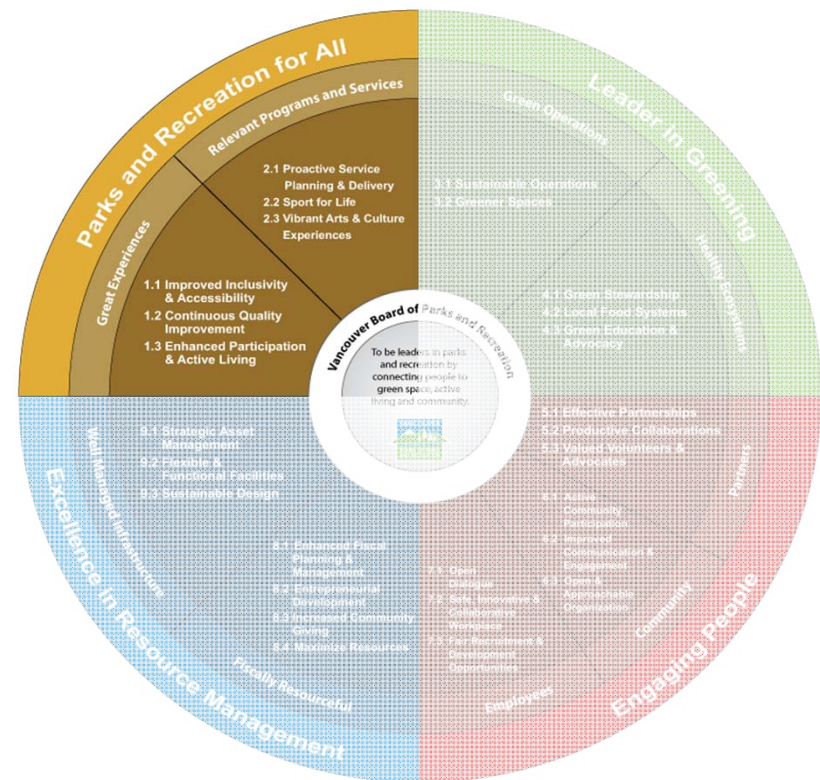 Parks and Recreation for All
Relevant Programs and Services
2.1 Proactive Service
Planning & Delivery
2.2 Sport for Life
2.3 Vibrant Arts & Culture
Experiences
Great Experiences
1.1 Improved Inclusivity
& Accessibility
1.2 Continuous Quality
Improvement
1.3 Enhanced Participation
& Active Living
Leader in Greening
Green Operations
3.1 Sustainable Operations
3.2 Greener Spaces
Healthy Ecosystems
4.1 Green Stewardship
4.2 Local Food Systems
4.3 Green Education &
Advocacy
Vancouver Board of Parks and Recreation
To be leaders in parks
and recreation by
connecting people to
green space, active
living and community.
Engaging People
Partners
5.1 Effective Partnerships
5.2 Productive Collaborations
5.3 Valued Volunteers &
Advocates
Community
6.1 Active
Community
Participation
6.2 Improved
Communication &
Engagement
6.3 Open &
Approachable
Organization
Employees
7.1 Open
Dialogue
7.2 Safe, Innovative &
Collaborative
Workplace
7.3 Fair Recruitment &
Development
Opportunities
Excellence in Resource Management
Fiscally Resourceful
8.1 Enhanced Fiscal
Planning &
Management
8.2 Entrepreneurial
Development
8.3 Increased Community
Giving
8.4 Maximize Resources
Well Managed Infrastructure
9.1 Strategic Asset
Management
9.2 Flexible &
Functional Facilities
9.3 Sustainable Design